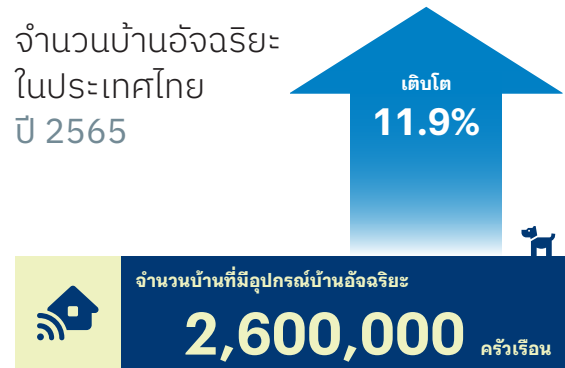 จำนวนบ้านอัจฉริยะ
ในประเทศไทย
ปี 2565
เติบโต
11.9%
จำนวนบ้านที่มีอุปกรณ์บ้านอัจฉริยะ
2,600,000 ครัวเรือน